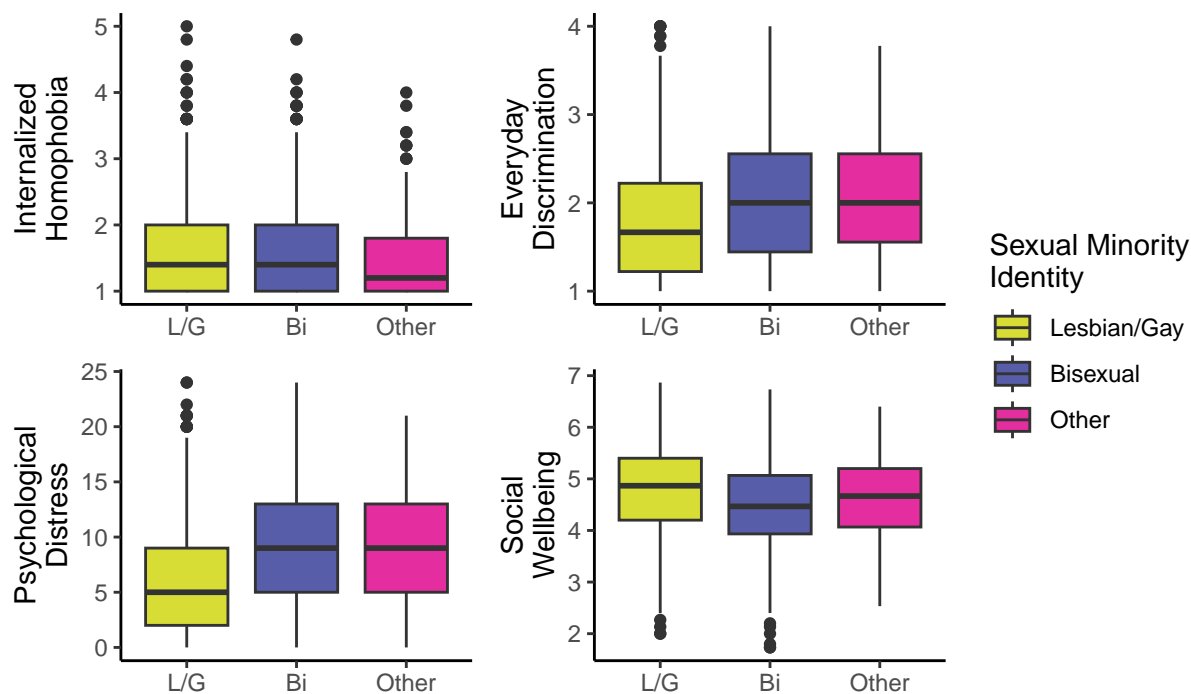 Internalized
Homophobia
5
4
3
2
1
L/G Bi Other
Everyday
Discrimination
4
3
2
1
L/G Bi Other
Psychological
Distress
25
20
15
10
5
0
L/G Bi Other
Social
Wellbeing
7
6
5
4
3
2
L/G Bi Other
Sexual Minority
Identity
Lesbian/Gay
Bisexual
Other